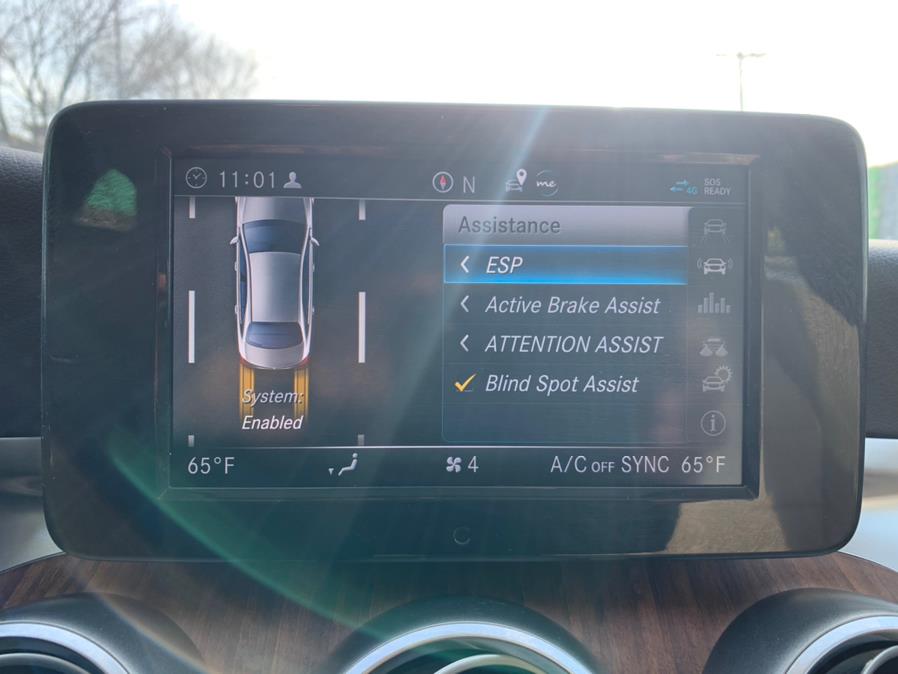 11:01 N me 4G SOS
READY
Assistance
ESP
Active Brake Assist
ATTENTION ASSIST
Blind Spot Assist
System:
Enabled
65°F 4 A/C OFF SYNC 65°F